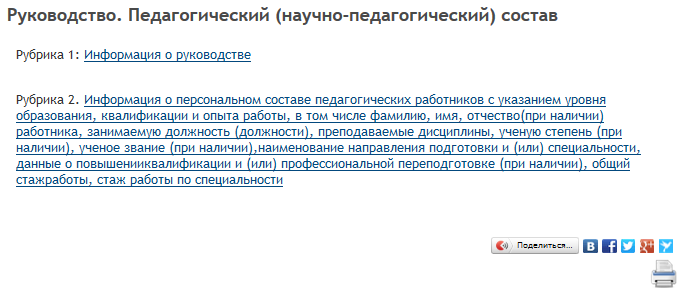 Руководство. Педагогический (научно-педагогический) состав
Рубрика 1: Информация о руководстве
Рубрика 2. Информация о персональном составе педагогических работников с указанием уровня
образования, квалификации и опыта работы, в том числе фамилию, имя, отчество(при наличии)
работника, занимаемую должность (должности), преподаваемые дисциплины, ученую степень (при
наличии), ученое звание (при наличии),наименование направления подготовки и (или) специальности,
данные о повышенииквалификации и (или) профессиональной переподготовке (при наличии), общий
стажработы, стаж работы по специальности
Поделиться...